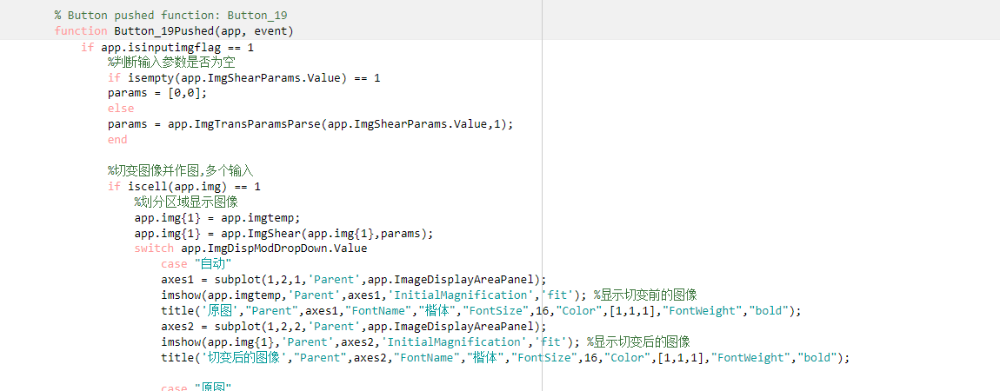 % Button pushed function: Button_19
function Button_19Pushed(app, event)
if app.isinputimgflag == 1
%判断输入参数是否为空
if isempty(app.ImgShearParams.Value) == 1
params = [0,0];
else
params = app.ImgTransParamsParse(app.ImgShearParams.Value,1);
end
%切变图像并作图,多个输入
if iscell(app.img) == 1
%划分区域显示图像
app.img{1} = app.imgtemp;
app.img{1} = app.ImgShear(app.img{1},params);
switch app.ImgDispModDropDown.Value
case "自动"
axes1 = subplot(1,2,1,'Parent',app.ImageDisplayAreaPanel);
imshow(app.imgtemp,'Parent',axes1,'InitialMagnification','fit'); %显示切变前的图像
title('原图',"Parent",axes1,"FontName","楷体","FontSize",16,"Color",[1,1,1],"FontWeight","bold");
axes2 = subplot(1,2,2,'Parent',app.ImageDisplayAreaPanel);
imshow(app.img{1},'Parent',axes2,'InitialMagnification','fit'); %显示切变后的图像
title('切变后的图像',"Parent",axes2,"FontName","楷体","FontSize",16,"Color",[1,1,1],"FontWeight","bold");
case "原图"